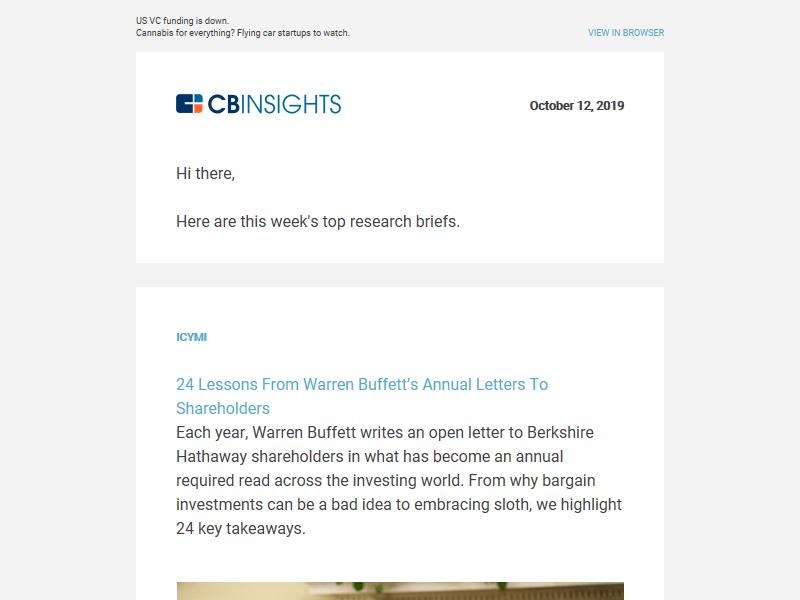 US VC funding is down.
Cannabis for everything? Flying car startups to watch.
VIEW IN BROWSER
CBINSIGHTS
October 12, 2019
Hi there,
Here are this week's top research briefs.
ICYMI
24 Lessons From Warren Buffett’s Annual Letters To
Shareholders
Each year, Warren Buffett writes an open letter to Berkshire
Hathaway shareholders in what has become an annual
required read across the investing world. From why bargain
investments can be a bad idea to embracing sloth, we highlight
24 key takeaways.